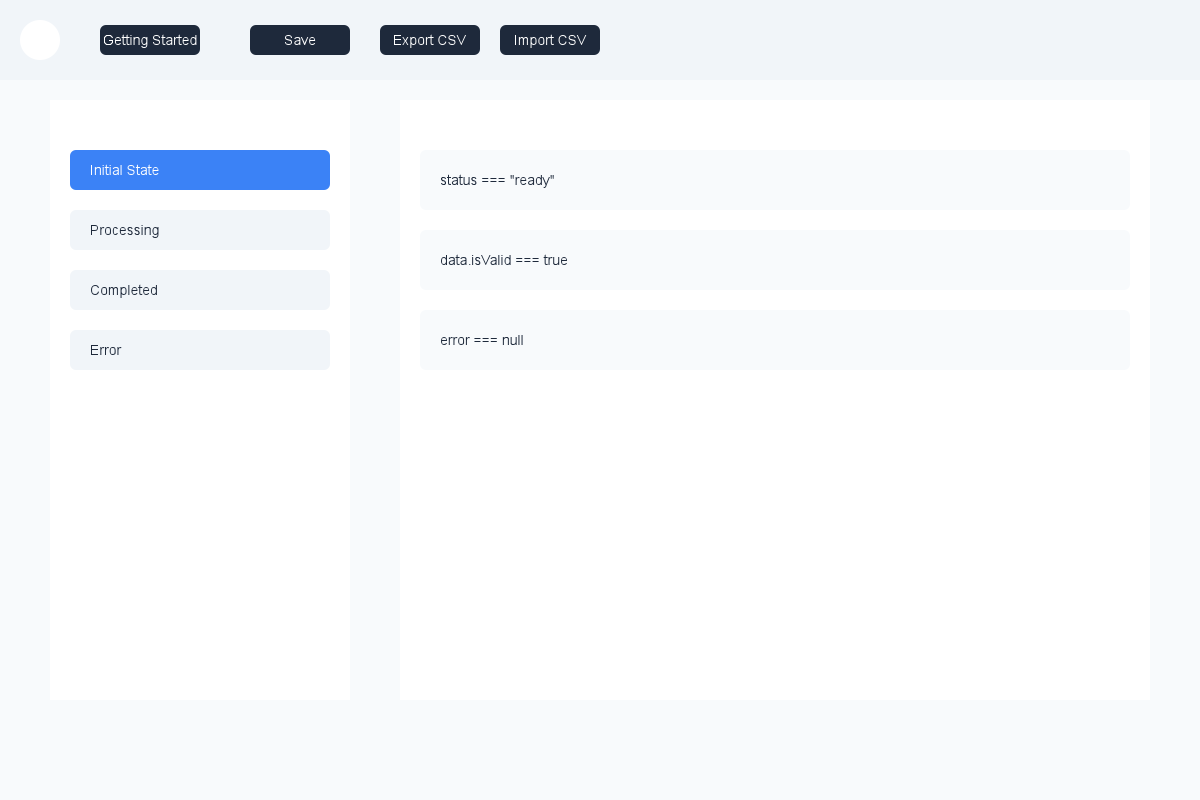 Getting Started
Save
Export CSV
Import CSV
Initial State
Processing
Completed
Error
status === "ready"
data.isValid === true
error === null